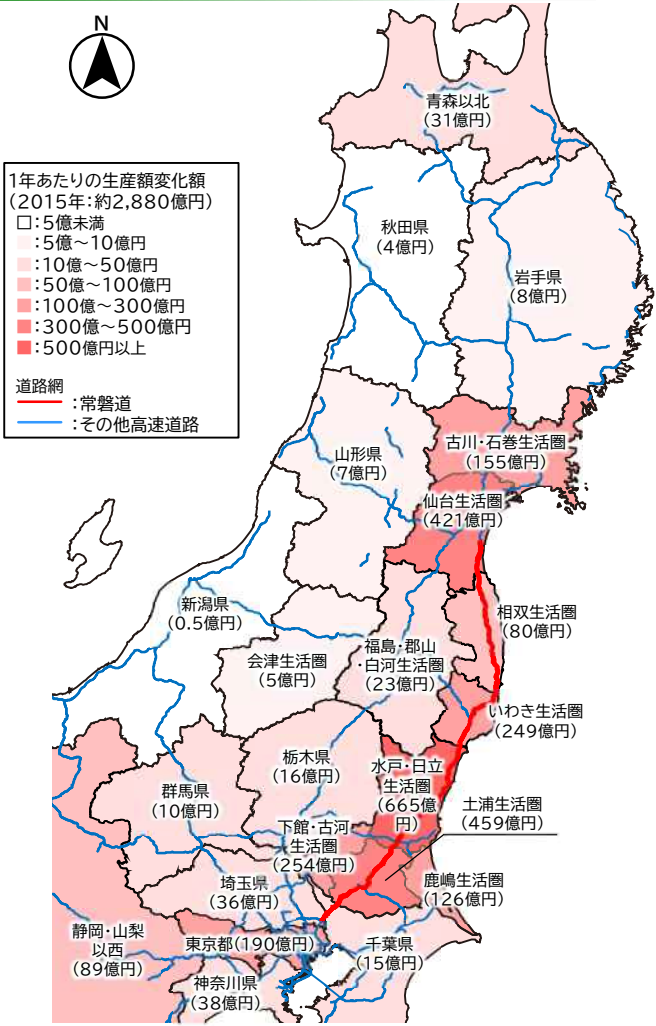 N
青森以北
(31億円)
1年あたりの生産額変化額
(2015年:約2,880億円)
□:5億未満
:5億～10億円
:10億～50億円
:50億～100億円
:100億～300億円
:300億～500億円
:500億円以上
道路網
:常磐道
:その他高速道路
秋田県
(4億円)
岩手県
(8億円)
山形県
(7億円)
古川・石巻生活圏
(155億円)
仙台生活圏
(421億円)
新潟県
(0.5億円)
相双生活圏
(80億円)
会津生活圏
(5億円)
福島・郡山
・白河生活圏
(23億円)
いわき生活圏
(249億円)
栃木県
(16億円)
水戸・日立
生活圏
(665億
円)
群馬県
(10億円)
土浦生活圏
(459億円)
下館・古河
生活圏
(254億円)
埼玉県
(36億円)
鹿嶋生活圏
(126億円)
静岡・山梨
以西
(89億円)
東京都(190億円)
千葉県
(15億円)
神奈川県
(38億円)